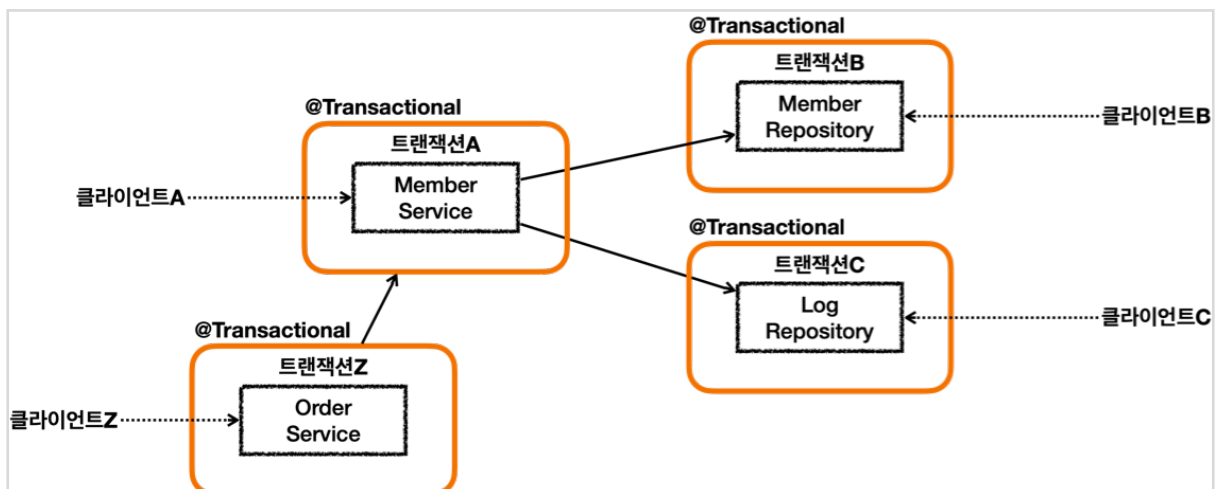 @Transactional
트랜잭션B
Member
Repository
클라이언트B
@Transactional
트랜잭션A
Member
Service
클라이언트A
@Transactional
트랜잭션C
Log
Repository
클라이언트C
@Transactional
트랜잭션Z
Order
Service
클라이언트Z